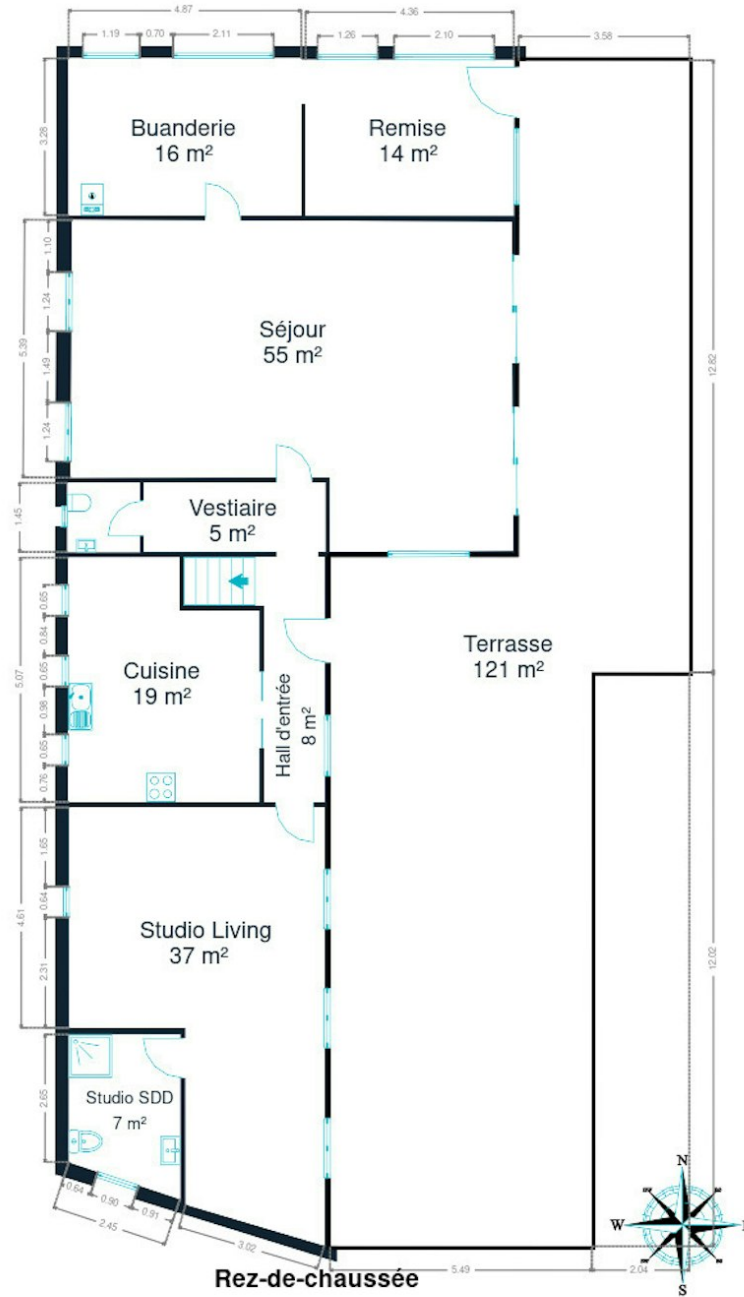 4.87
4.36
1.19
0.70
2.11
1.26
2.10
3.58
3.28
Buanderie
16 m²
Remise
14 m²
1.10
1.24
5.39
1.49
1.24
Séjour
55 m²
12.82
1.45
Vestiaire
5 m²
0.65
0.84
5.07
0.65
0.98
0.65
0.76
Cuisine
19 m²
Hall d'entrée
8 m²
Terrasse
121 m²
1.65
4.61
0.64
2.31
Studio Living
37 m²
12.02
2.65
Studio SDD
7 m²
0.64
0.90
0.91
2.45
3.02
5.49
2.04
N
W
S
Rez-de-chaussée